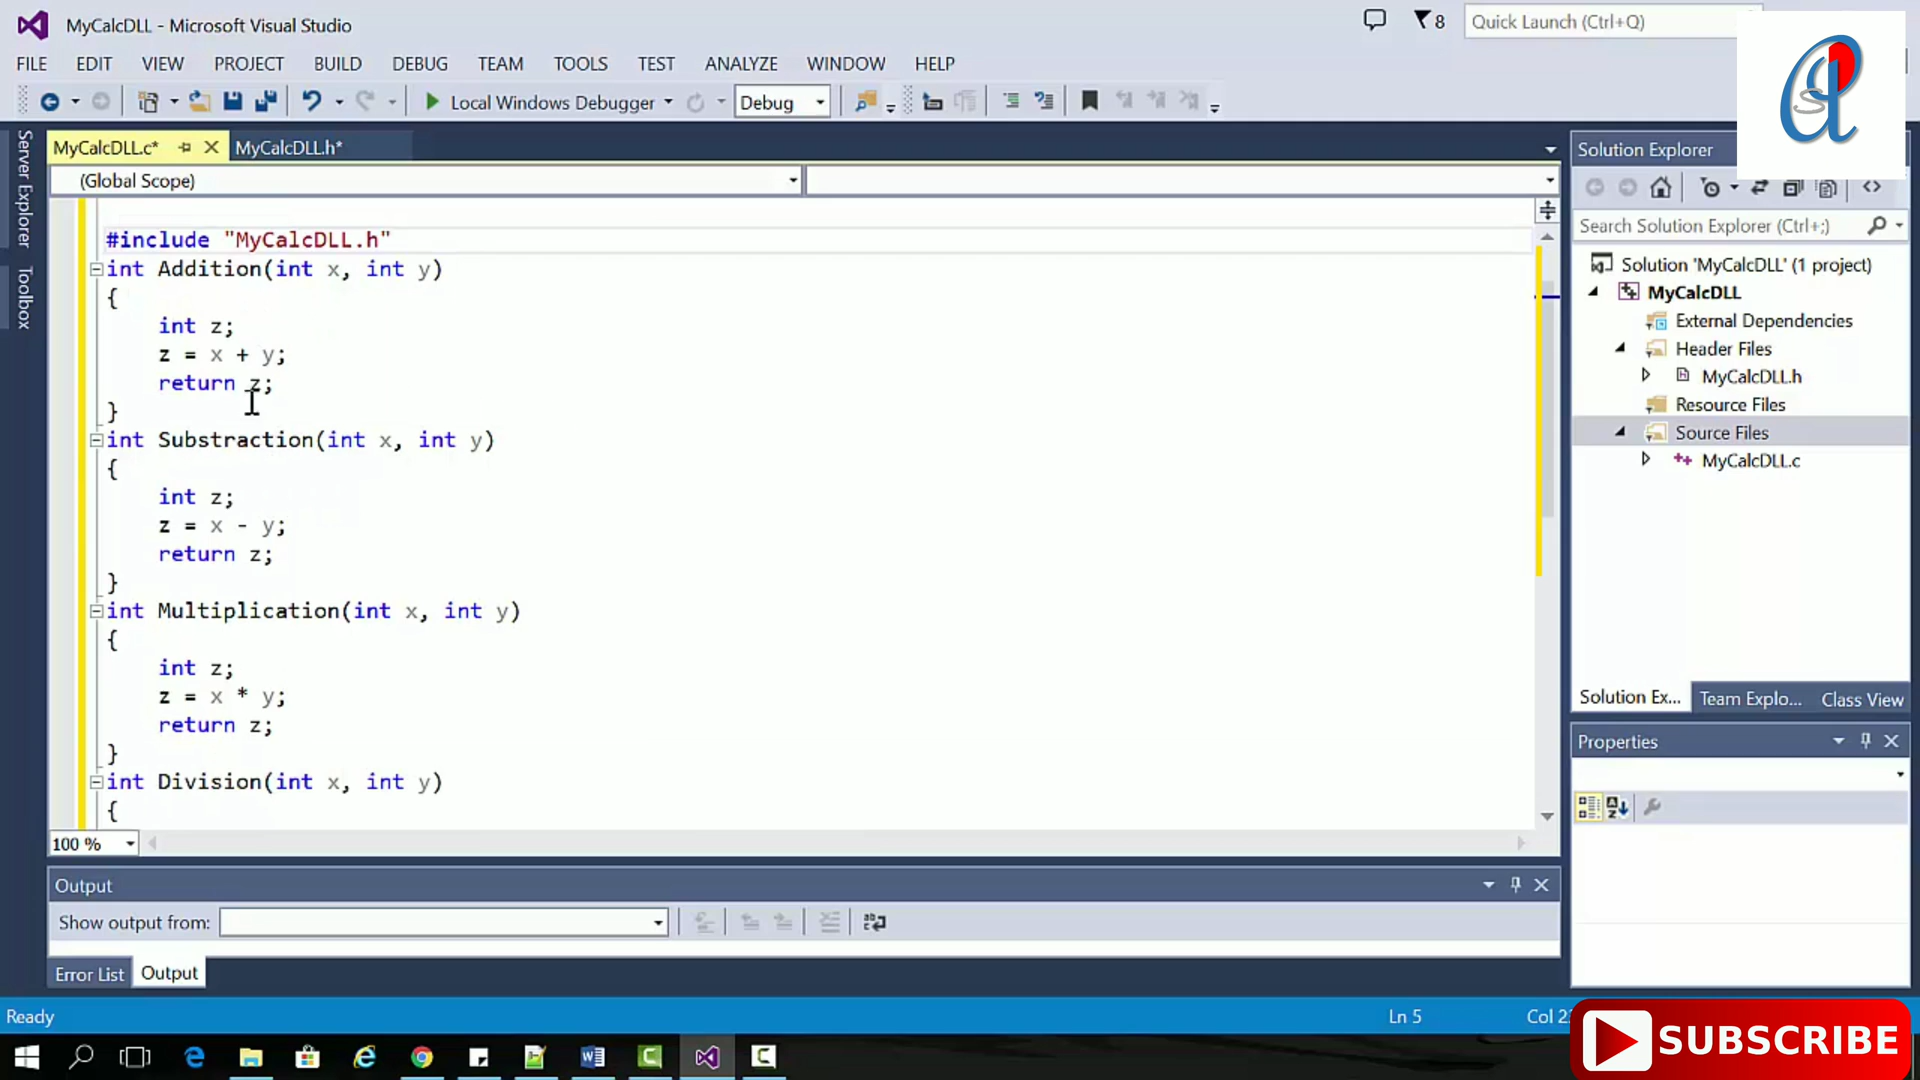 MyCalcDLL - Microsoft Visual Studio
8
Quick Launch (Ctrl+Q)
FILE EDIT VIEW PROJECT BUILD DEBUG TEAM TOOLS TEST ANALYZE WINDOW HELP
Local Windows Debugger
Debug
Server Explorer
Toolbox
MyCalcDLL.c*
MyCalcDLL.h*
(Global Scope)
#include "MyCalcDLL.h"
int Addition(int x, int y)
{
int z;
z = x + y;
return z;
}
int Substraction(int x, int y)
{
int z;
z = x - y;
return z;
}
int Multiplication(int x, int y)
{
int z;
z = x * y;
return z;
}
int Division(int x, int y)
{
100 %
Output
Show output from:
Error List
Output
Solution Explorer
Search Solution Explorer (Ctrl+;)
Solution 'MyCalcDLL' (1 project)
MyCalcDLL
External Dependencies
Header Files
MyCalcDLL.h
Resource Files
Source Files
MyCalcDLL.c
Solution Ex...
Team Explo...
Class View
Properties
Ready
Ln 5
SUBSCRIBE